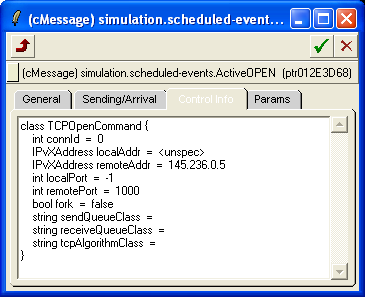 (cMessage) simulation.scheduled-event...
(cMessage) simulation.scheduled-events.ActiveOPEN (ptr012E3D68)
General Sending/Arrival Control Info Params
class TCPOpenCommand {
int connId = 0
IPvXAddress localAddr = <unspec>
IPvXAddress remoteAddr = 145.236.0.5
int localPort = -1
int remotePort = 1000
bool fork = false
string sendQueueClass =
string receiveQueueClass =
string tcpAlgorithmClass =
}